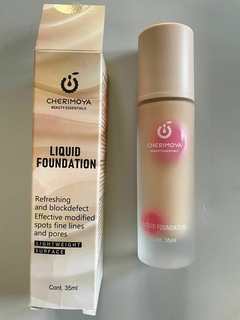 CHERIMOYA
BEAUTY ESSENTIALS
LIQUID
FOUNDATION
Refreshing
and blockdefect
Effective modified
spots fine lines
and pores
LIGHTWEIGHT
SURFACE
Cont. 35ml
CHERIMOYA
BEAUTY ESSENTIALS
LIQUID FOUNDATION
Cont. 35ml